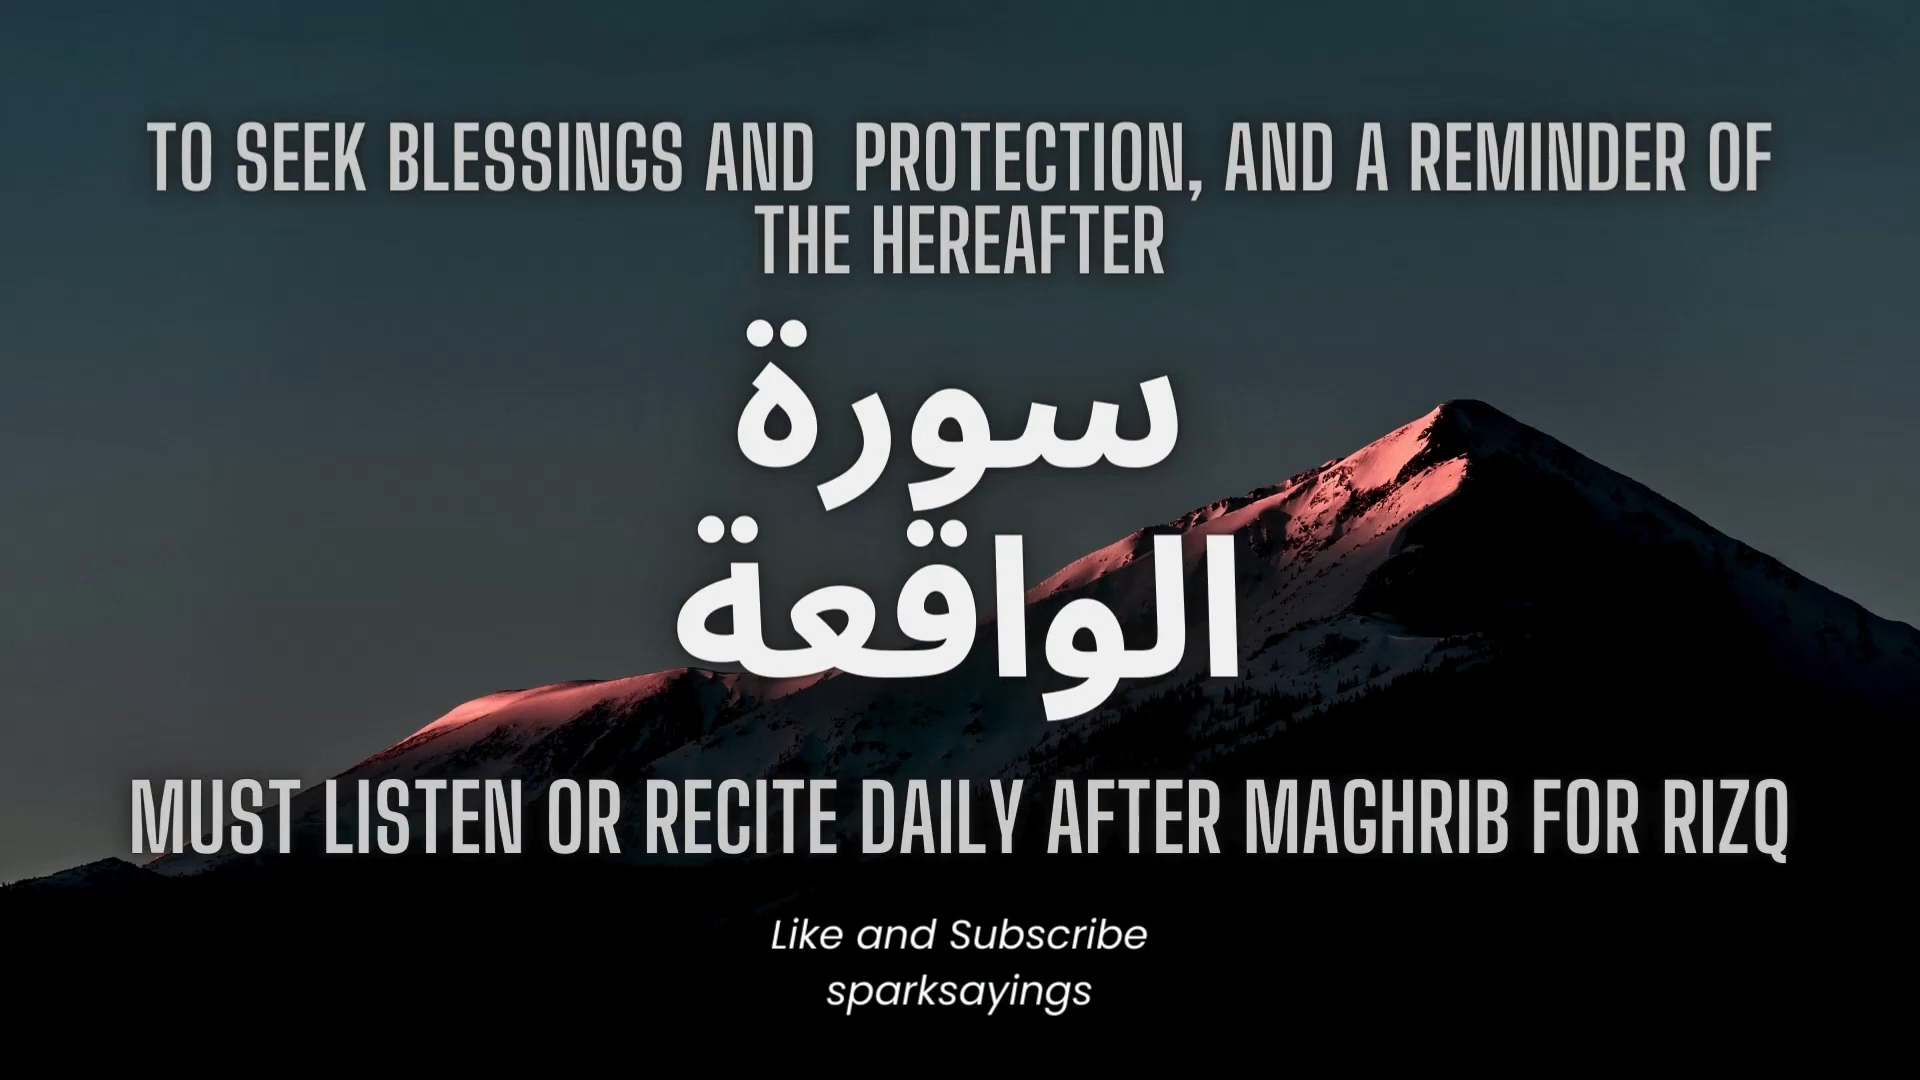 TO SEEK BLESSINGS AND PROTECTION, AND A REMINDER OF
THE HEREAFTER
سورة
الواقعة
MUST LISTEN OR RECITE DAILY AFTER MAGHRIB FOR RIZQ
Like and Subscribe
sparksayings